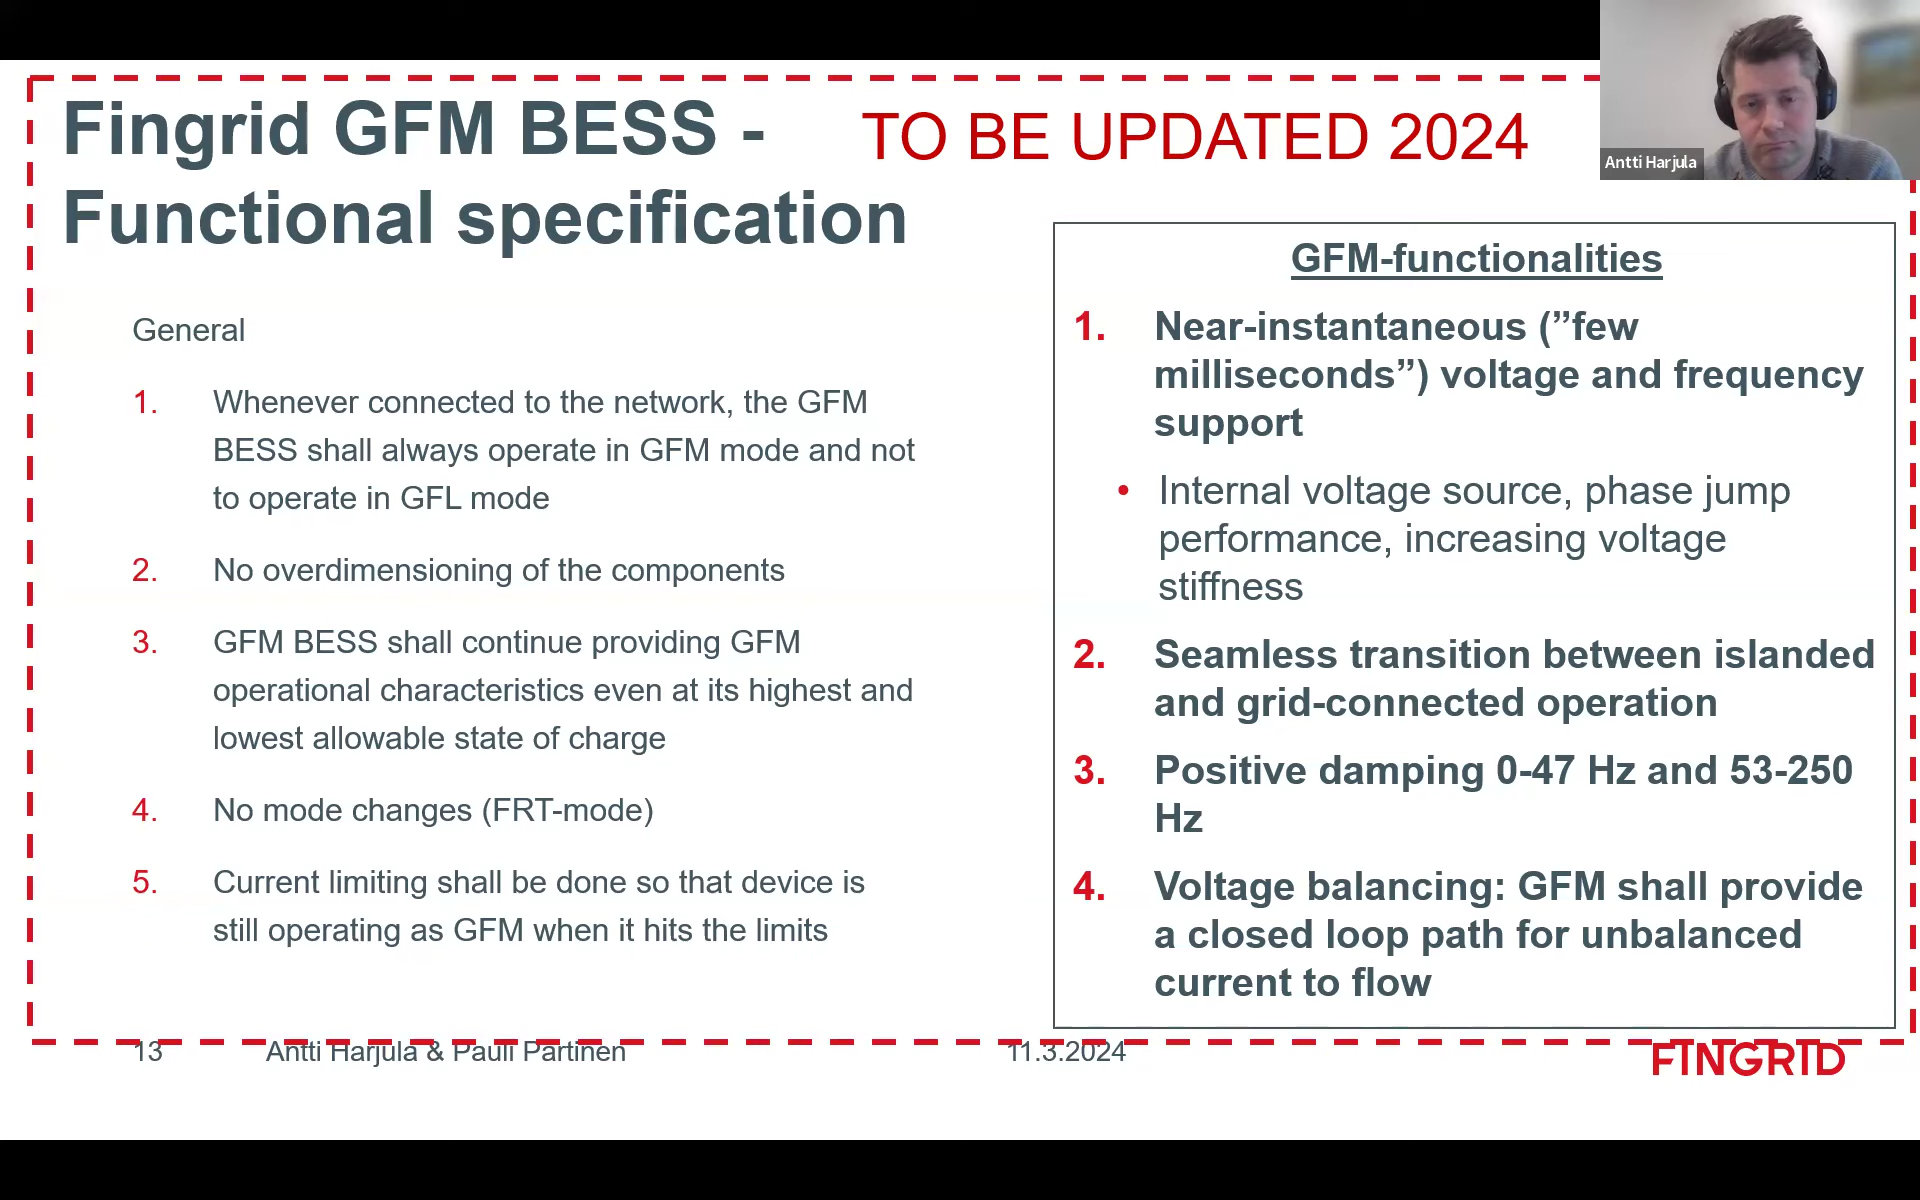 Fingrid GFM BESS -
Functional specification
TO BE UPDATED 2024
Antti Harjula
General
1. Whenever connected to the network, the GFM
BESS shall always operate in GFM mode and not
to operate in GFL mode
2. No overdimensioning of the components
3. GFM BESS shall continue providing GFM
operational characteristics even at its highest and
lowest allowable state of charge
4. No mode changes (FRT-mode)
5. Current limiting shall be done so that device is
still operating as GFM when it hits the limits
GFM-functionalities
1. Near-instantaneous (”few
milliseconds”) voltage and frequency
support
• Internal voltage source, phase jump
performance, increasing voltage
stiffness
2. Seamless transition between islanded
and grid-connected operation
3. Positive damping 0-47 Hz and 53-250
Hz
4. Voltage balancing: GFM shall provide
a closed loop path for unbalanced
current to flow
13 Antti Harjula & Pauli Partinen 11.3.2024
FINGRID